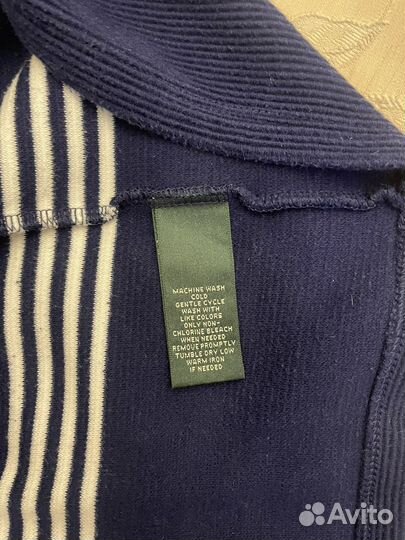 MACHINE WASH
COLD
GENTLE CYCLE
WASH WITH
LIKE COLORS
ONLY NON-
CHLORINE BLEACH
WHEN NEEDED
REMOVE PROMPTLY
TUMBLE DRY LOW
WARM IRON
IF NEEDED
Avito